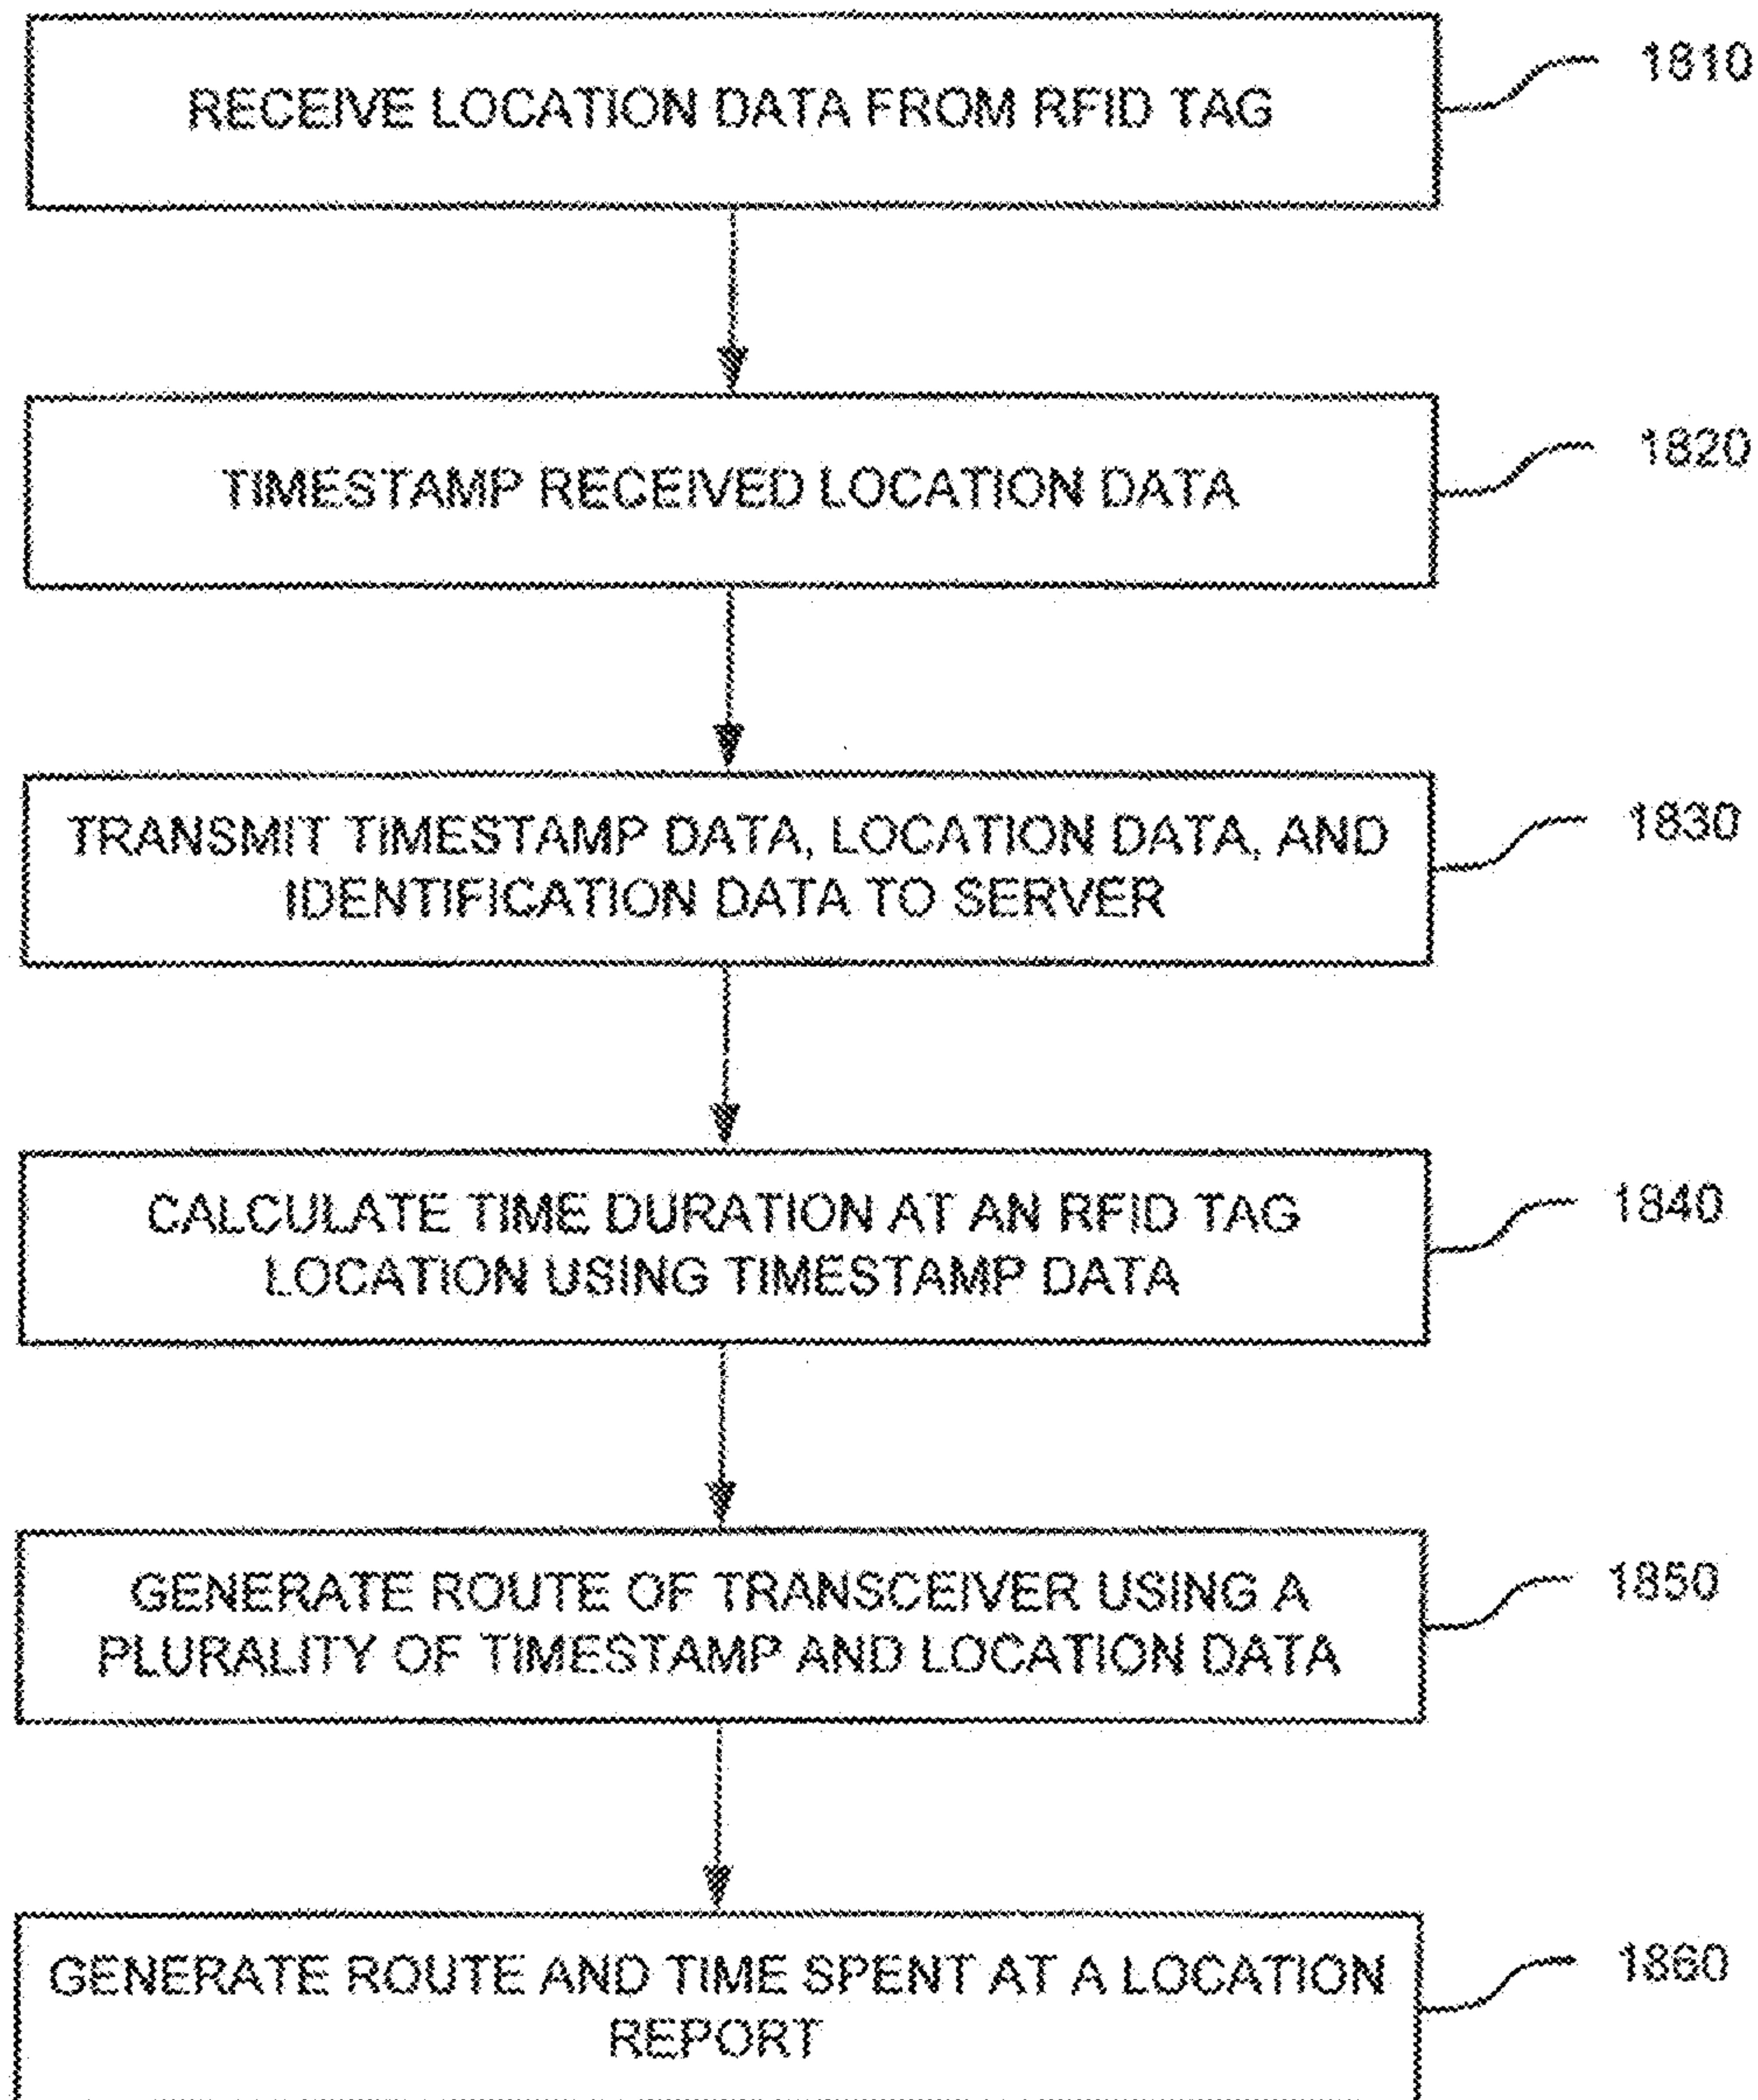 RECEIVE LOCATION DATA FROM RFID TAG
1810
TIMESTAMP RECEIVED LOCATION DATA
1820
TRANSMIT TIMESTAMP DATA, LOCATION DATA, AND
IDENTIFICATION DATA TO SERVER
1830
CALCULATE TIME DURATION AT AN RFID TAG
LOCATION USING TIMESTAMP DATA
1840
GENERATE ROUTE OF TRANSCEIVER USING A
PLURALITY OF TIMESTAMP AND LOCATION DATA
1850
GENERATE ROUTE AND TIME SPENT AT A LOCATION
REPORT
1860